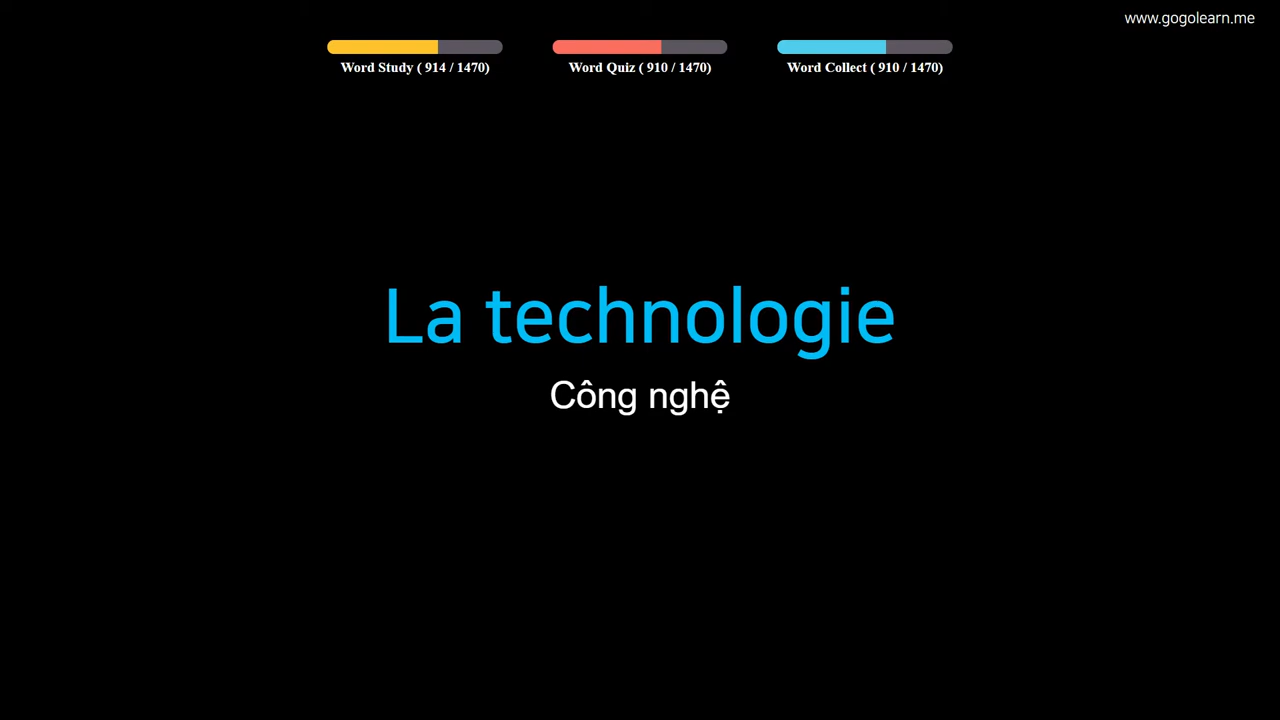 www.gogolearn.me
Word Study ( 914 / 1470)
Word Quiz ( 910 / 1470)
Word Collect ( 910 / 1470)
La technologie
Công nghệ